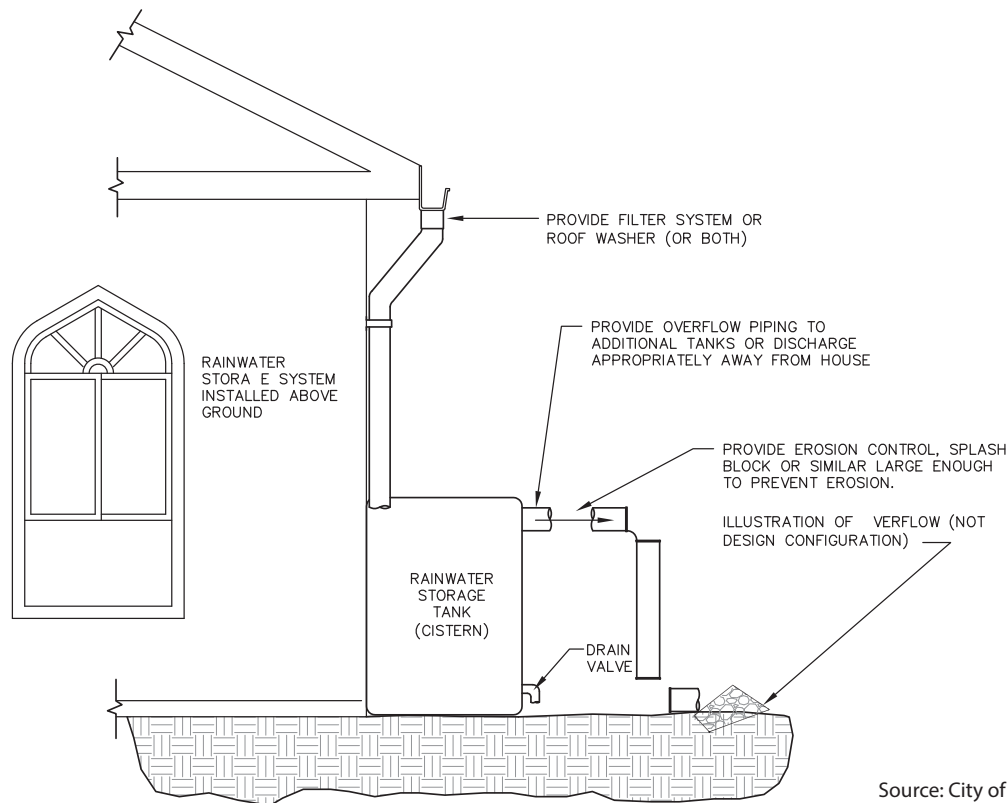 PROVIDE FILTER SYSTEM OR
ROOF WASHER (OR BOTH)
PROVIDE OVERFLOW PIPING TO
ADDITIONAL TANKS OR DISCHARGE
APPROPRIATELY AWAY FROM HOUSE
RAINWATER
STORA E SYSTEM
INSTALLED ABOVE
GROUND
PROVIDE EROSION CONTROL, SPLASH
BLOCK OR SIMILAR LARGE ENOUGH
TO PREVENT EROSION.
ILLUSTRATION OF VERFLOW (NOT
DESIGN CONFIGURATION)
RAINWATER
STORAGE
TANK
(CISTERN)
DRAIN
VALVE
Source: City of